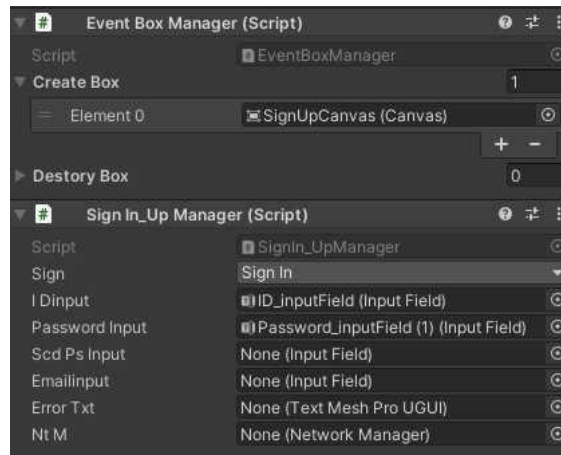 # Event Box Manager (Script)
Script EventBoxManager
Create Box 1
Element 0 SignUpCanvas (Canvas)
+ -
Destory Box 0
# Sign In_Up Manager (Script)
Script SignIn_UpManager
Sign Sign In
I Dinput ID_inputField (Input Field)
Password Input Password_inputField (1) (Input Field)
Scd Ps Input None (Input Field)
Emailinput None (Input Field)
Error Txt None (Text Mesh Pro UGUI)
Nt M None (Network Manager)